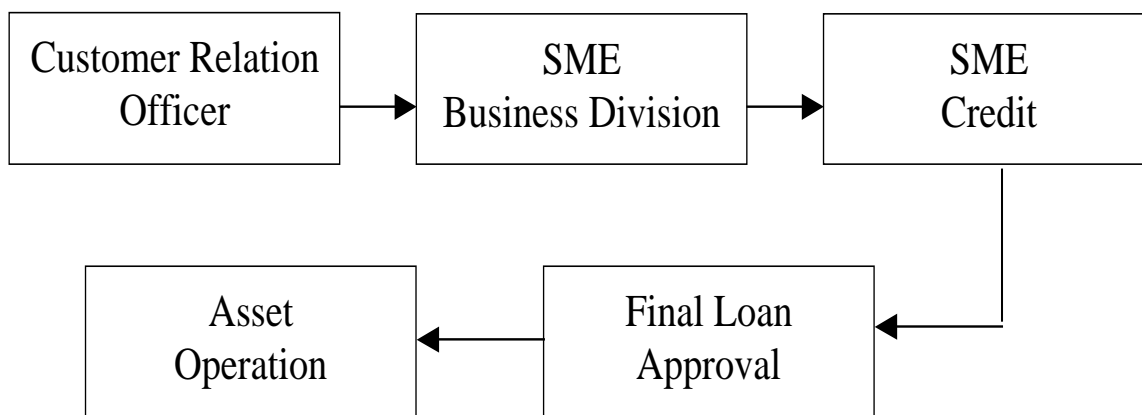 Customer Relation
Officer
SME
Business Division
SME
Credit
Asset
Operation
Final Loan
Approval